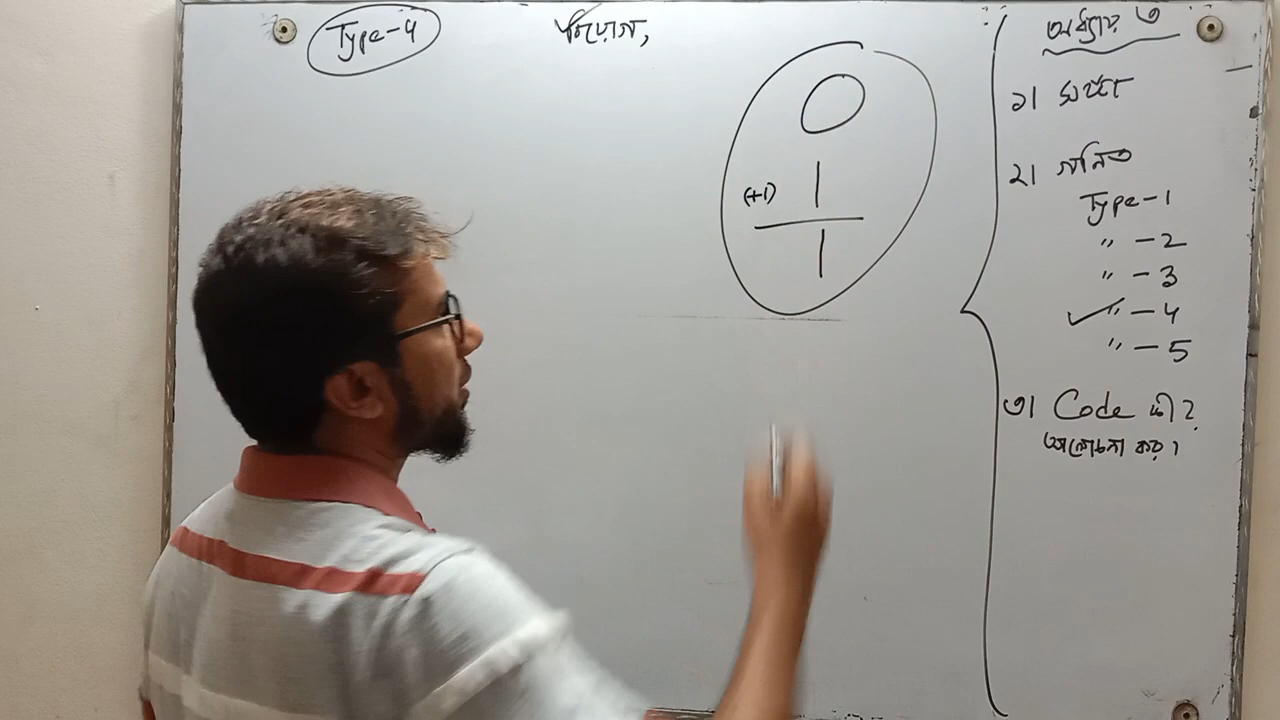 Type-4
বিয়োগ,
0
(+1) 1
1
অধ্যায় ৩
১। সংজ্ঞা
২। গনিত
Type-1
" -2
" -3
✓" -4
" -5
৩। Code কী?
আলোচনা কর।